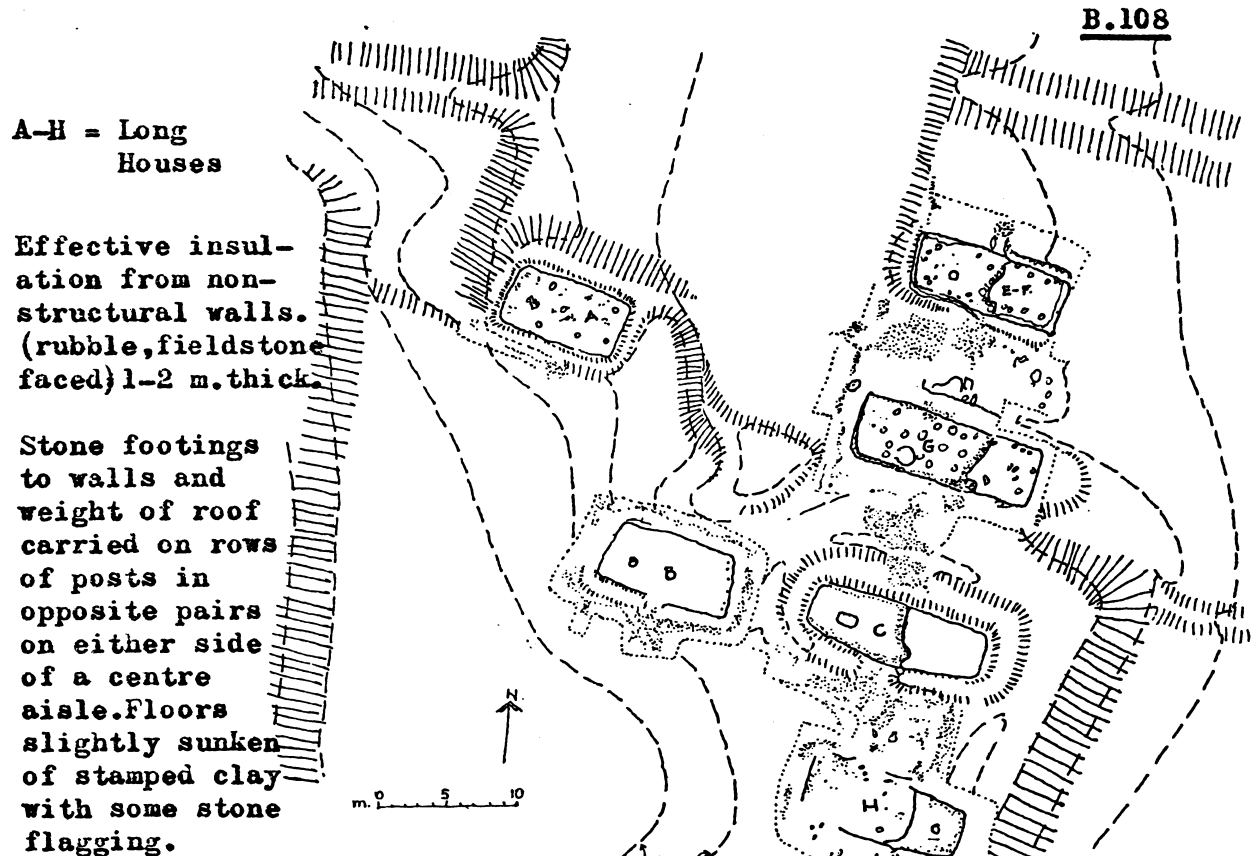 B.108
A-H = Long
Houses
Effective insul-
ation from non-
structural walls.
(rubble,fieldstone
faced) 1-2 m.thick.
Stone footings
to walls and
weight of roof
carried on rows
of posts in
opposite pairs
on either side
of a centre
aisle.Floors
slightly sunken
of stamped clay
with some stone
flagging.
B
A
E-F.
G
B
C
H
N.
m. 0 5 10